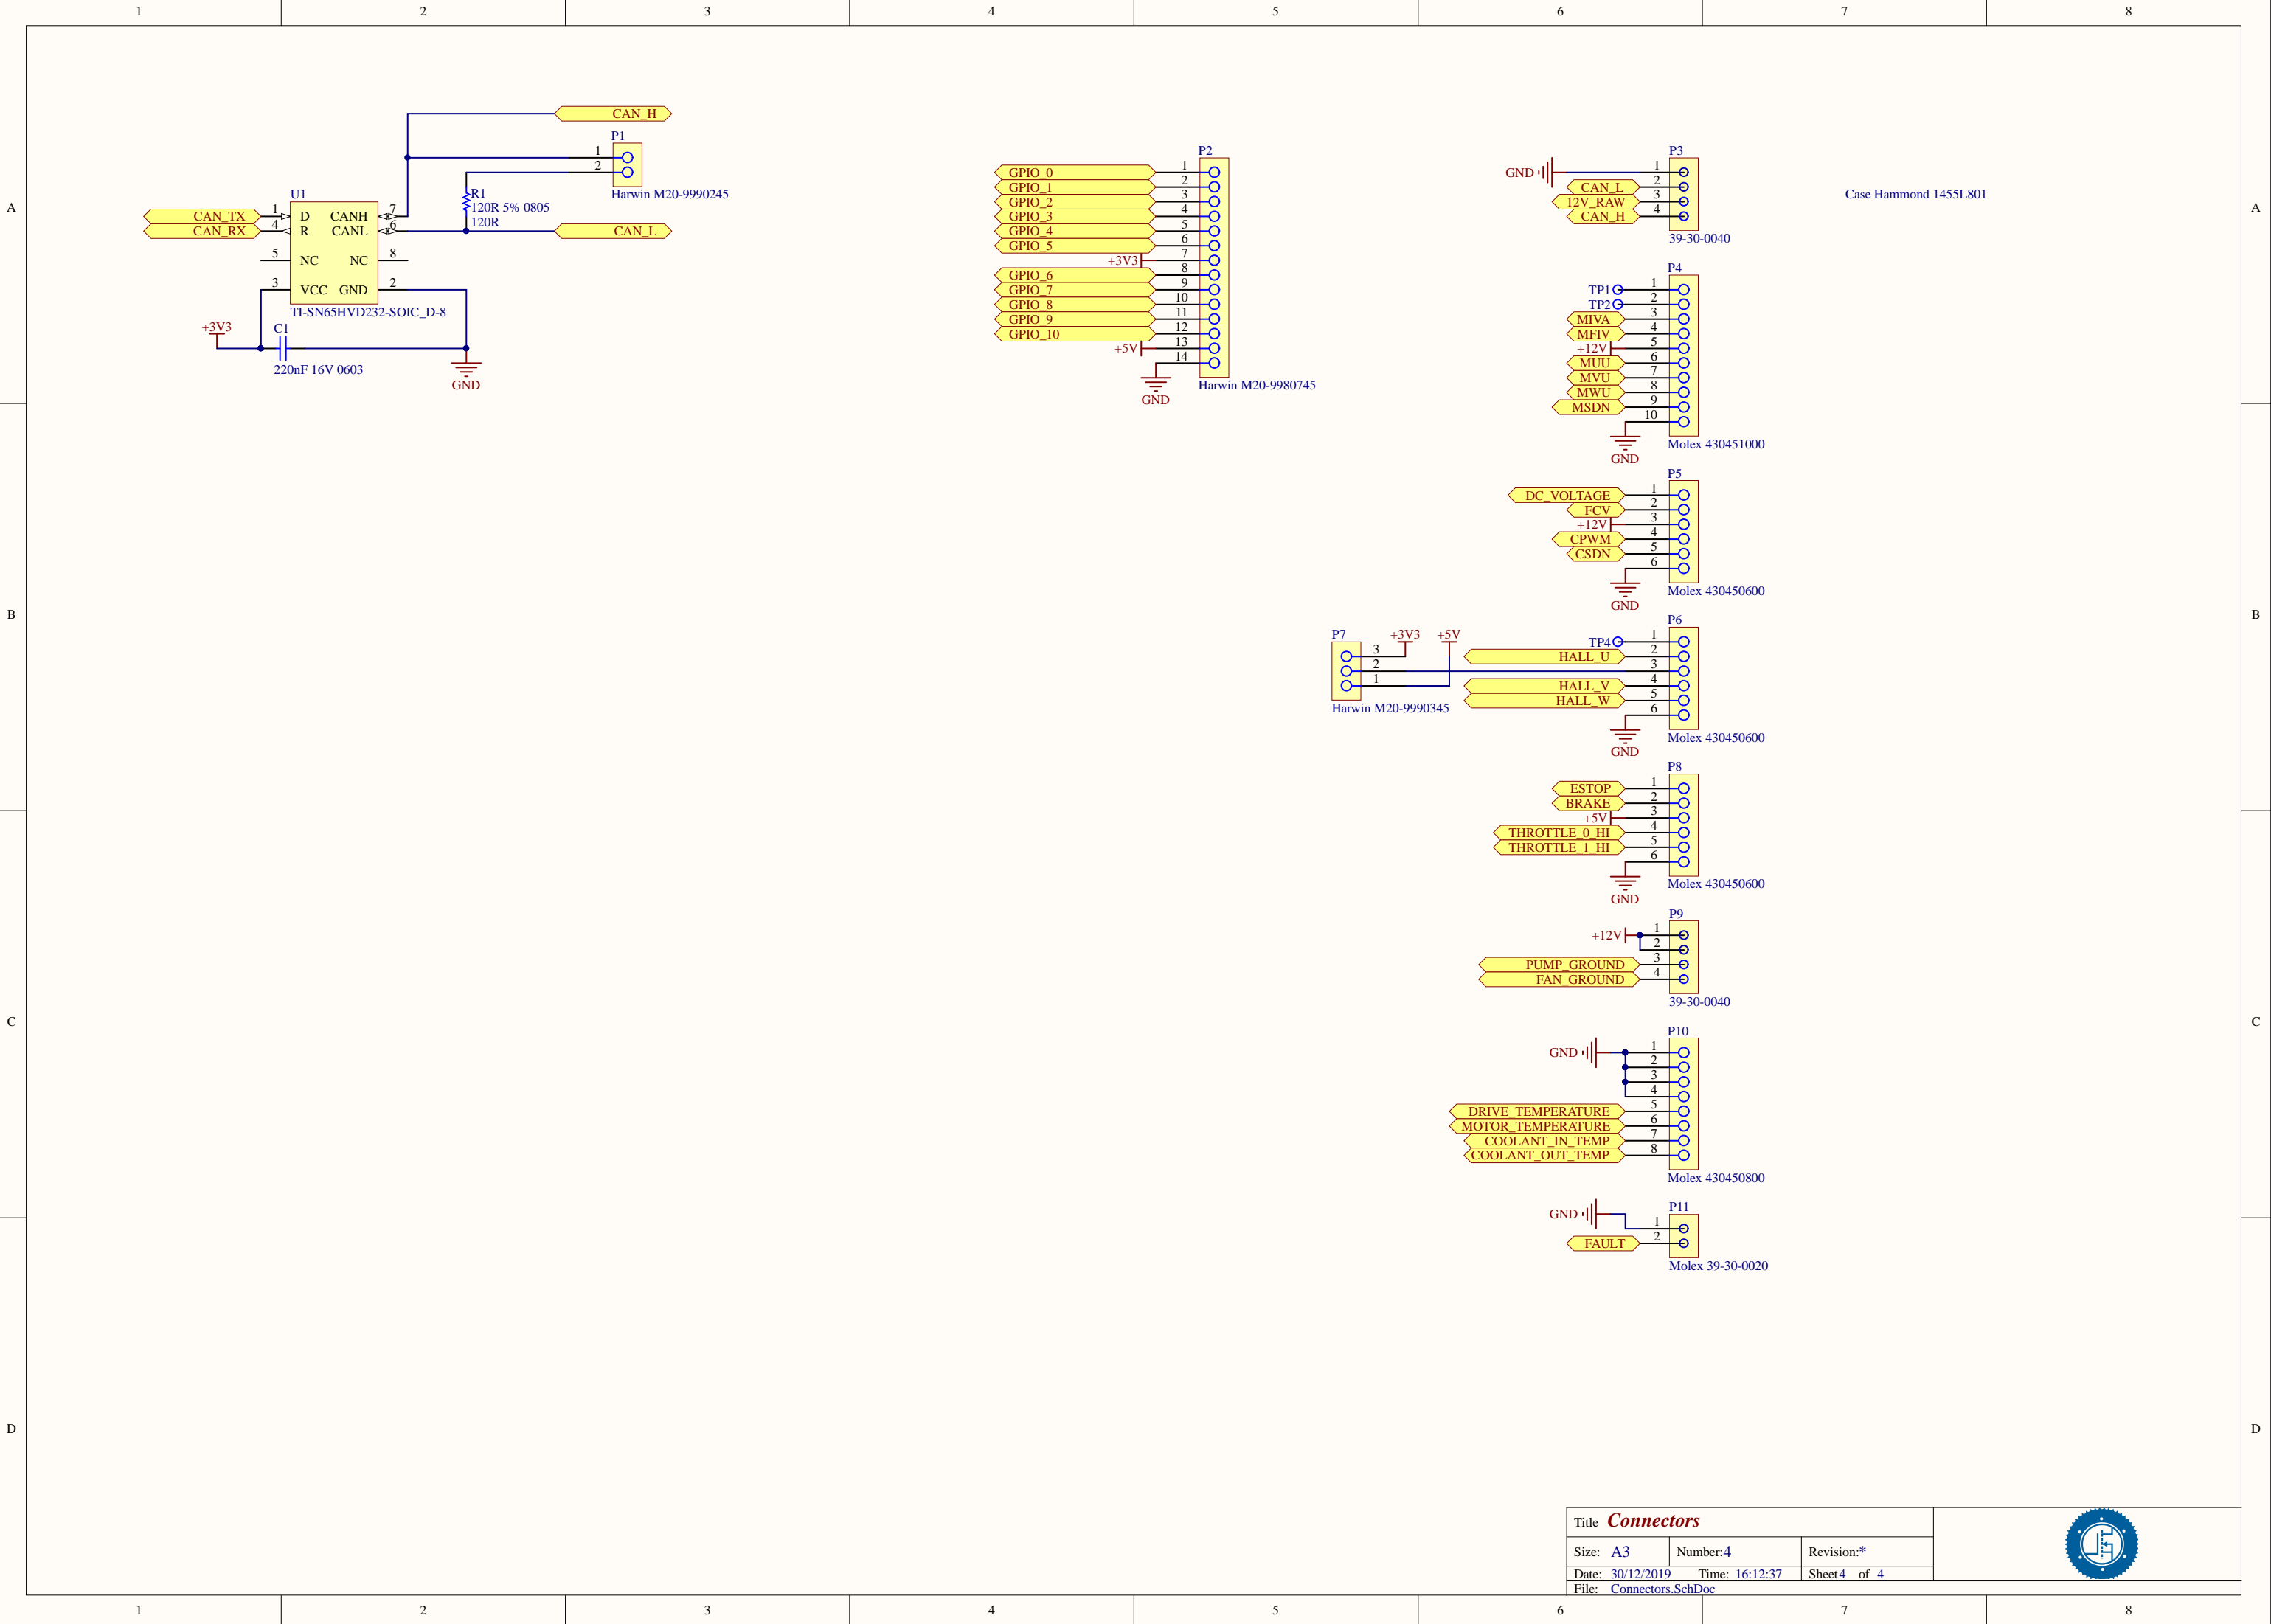 1 2 3 4 5 6 7 8
A A
B B
C C
D D
CAN_H
P1
1
2
Harwin M20-9990245
R1
120R 5% 0805
120R
CAN_L
U1
CAN_TX 1 D CANH 7
CAN_RX 4 R CANL 6
5 NC NC 8
3 VCC GND 2
TI-SN65HVD232-SOIC_D-8
+3V3
C1
220nF 16V 0603
GND
P2
GPIO_0 1
GPIO_1 2
GPIO_2 3
GPIO_3 4
GPIO_4 5
GPIO_5 6
+3V3 7
GPIO_6 8
GPIO_7 9
GPIO_8 10
GPIO_9 11
GPIO_10 12
+5V 13
14
GND
Harwin M20-9980745
P3
GND 1
CAN_L 2
12V_RAW 3
CAN_H 4
39-30-0040
Case Hammond 1455L801
P4
TP1 1
TP2 2
MIVA 3
MFIV 4
+12V 5
MUU 6
MVU 7
MWU 8
MSDN 9
10
GND
Molex 430451000
P5
DC_VOLTAGE 1
FCV 2
+12V 3
CPWM 4
CSDN 5
6
GND
Molex 430450600
P7
3 +3V3 +5V
2
1
Harwin M20-9990345
P6
TP4 1
HALL_U 2
3
HALL_V 4
HALL_W 5
6
GND
Molex 430450600
P8
ESTOP 1
BRAKE 2
+5V 3
THROTTLE_0_HI 4
THROTTLE_1_HI 5
6
GND
Molex 430450600
P9
+12V 1
2
PUMP_GROUND 3
FAN_GROUND 4
39-30-0040
P10
GND 1
2
3
4
DRIVE_TEMPERATURE 5
MOTOR_TEMPERATURE 6
COOLANT_IN_TEMP 7
COOLANT_OUT_TEMP 8
Molex 430450800
P11
GND 1
FAULT 2
Molex 39-30-0020
Title Connectors
Size: A3 Number:4 Revision:*
Date: 30/12/2019 Time: 16:12:37 Sheet4 of 4
File: Connectors.SchDoc
1 2 3 4 5 6 7 8